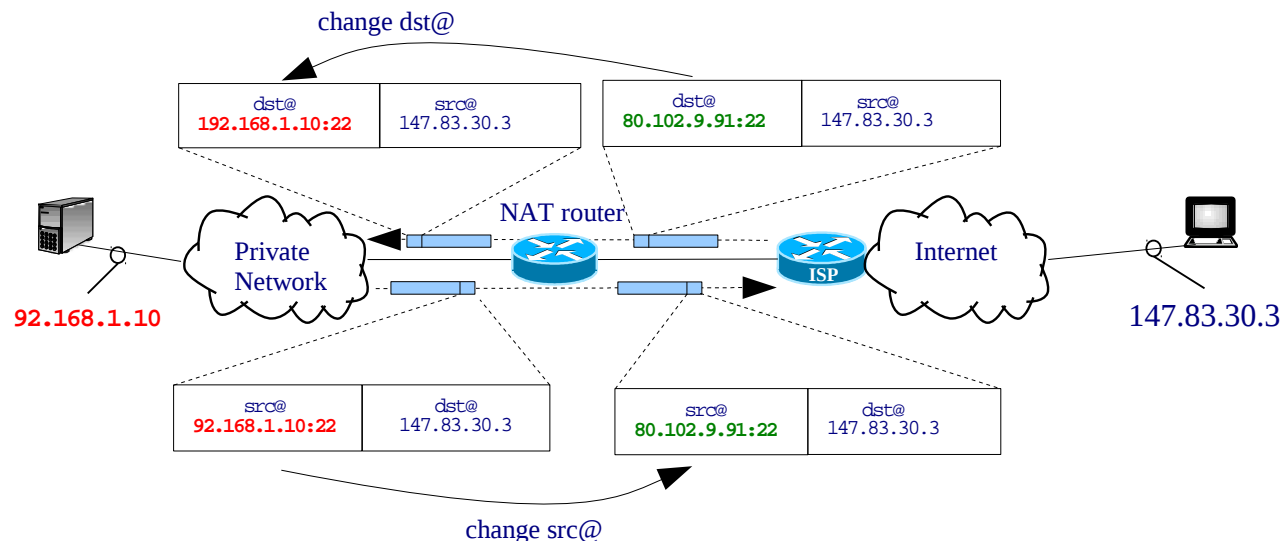 change dst@
dst@
192.168.1.10:22
src@
147.83.30.3
dst@
80.102.9.91:22
src@
147.83.30.3
NAT router
Private
Network
ISP
Internet
92.168.1.10
147.83.30.3
src@
92.168.1.10:22
dst@
147.83.30.3
src@
80.102.9.91:22
dst@
147.83.30.3
change src@